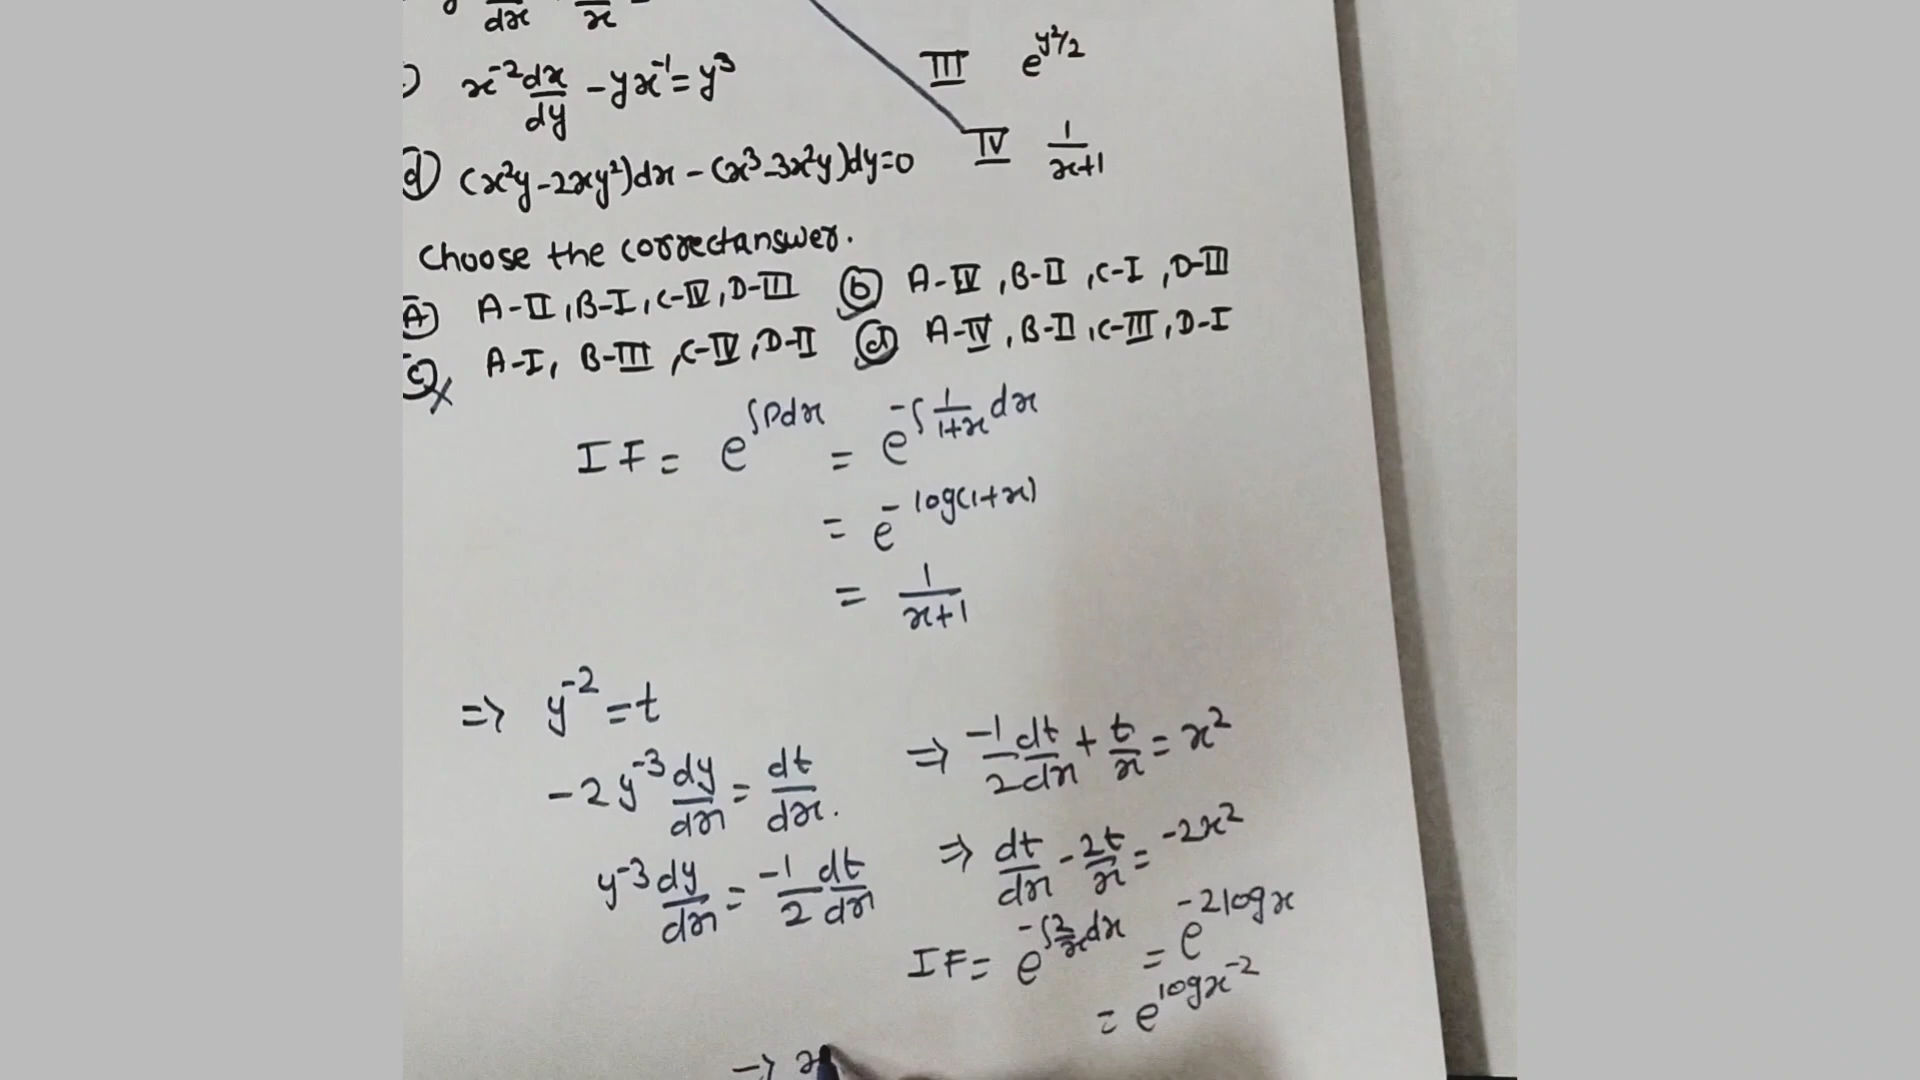 dx x
x⁻² dx/dy - yx⁻¹ = y³
III e^(y²/2)
d) (x²y-2xy²)dx - (x³-3x²y)dy=0
IV 1/(x+1)
Choose the correctanswer.
A) A-II, B-I, C-IV, D-III (b) A-IV, B-II, C-I, D-III
c) A-I, B-III, C-IV, D-II (d) A-IV, B-II, C-III, D-I
IF = e^(∫Pdx) = e^(-∫ 1/(1+x) dx)
= e^(-log(1+x))
= 1/(x+1)
⇒ y⁻² = t
-2y⁻³ dy/dx = dt/dx.
y⁻³ dy/dx = -1/2 dt/dx
⇒ -1/2 dt/dx + t/x = x²
⇒ dt/dx - 2t/x = -2x²
IF = e^(-∫ 2/x dx) = e^(-2logx)
= e^(logx⁻²)